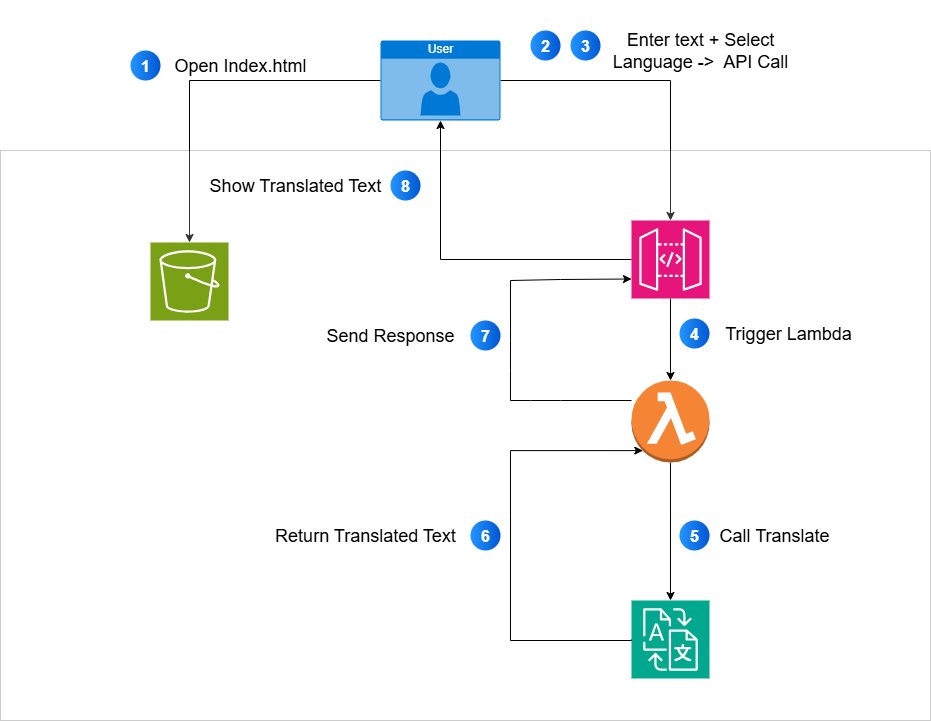 User
1
Open Index.html
2
3
Enter text + Select
Language -> API Call
Show Translated Text
8
</>
Send Response
7
4
Trigger Lambda
λ
Return Translated Text
6
5
Call Translate
A
文